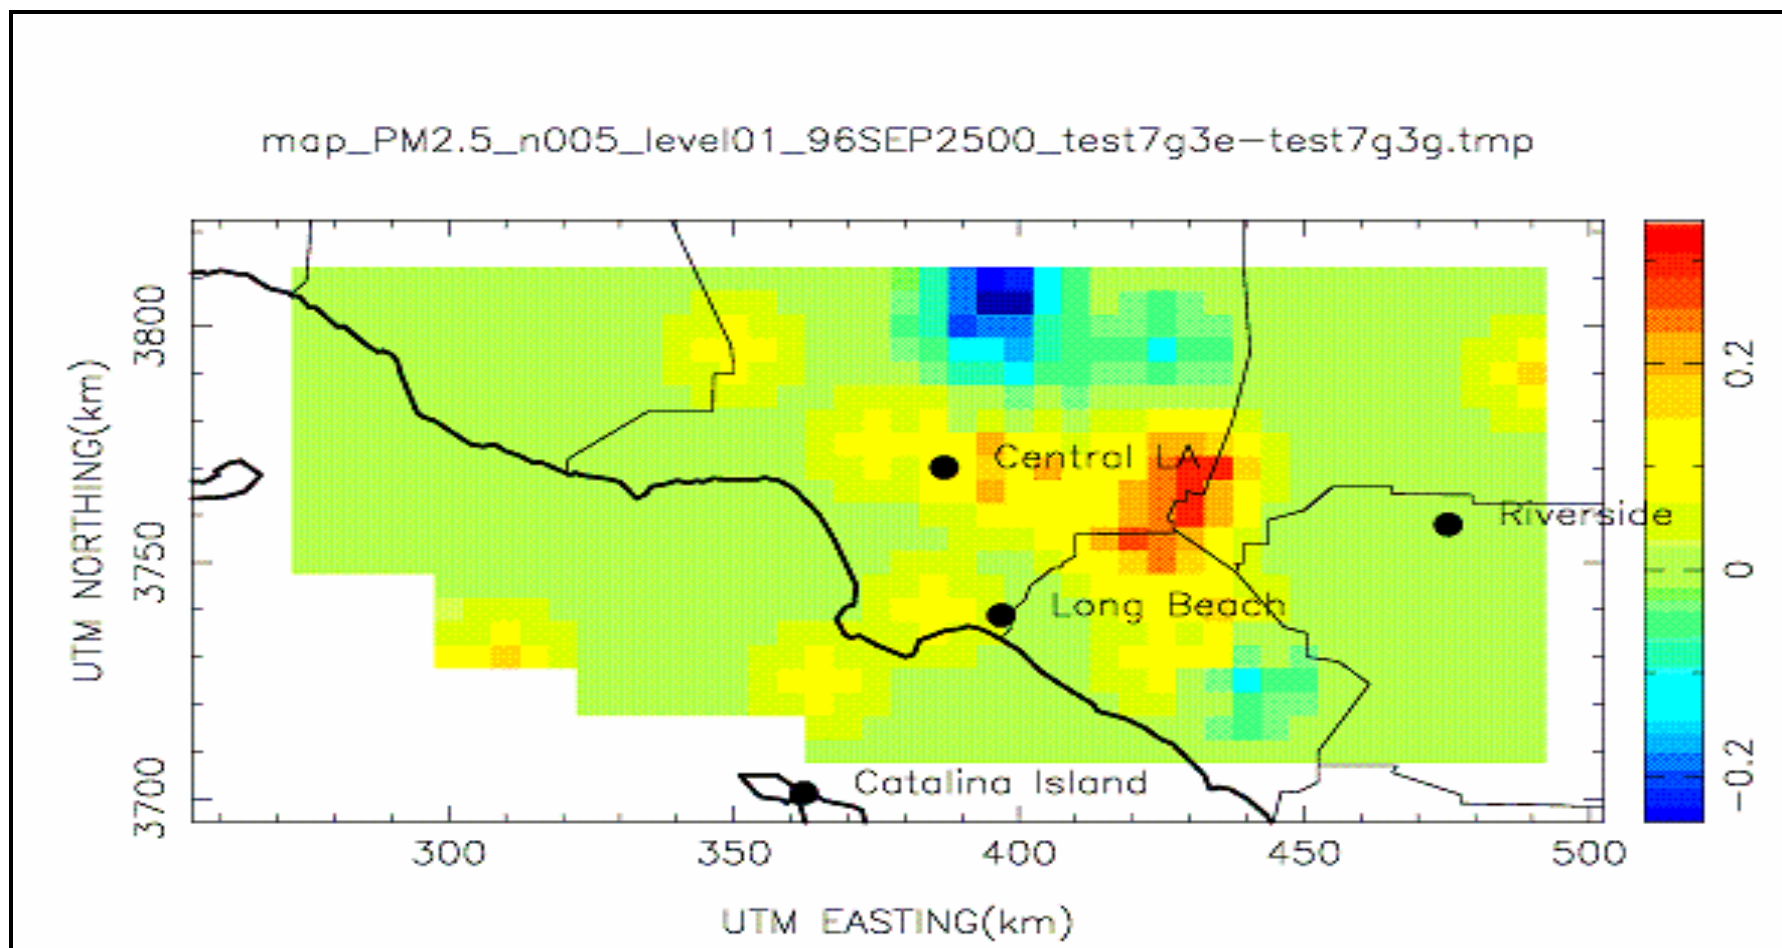 map_PM2.5_n005_level01_96SEP2500_test7g3e-test7g3g.tmp
UTM NORTHING(km)
3800
3750
3700
Central LA
Riverside
Long Beach
Catalina Island
300 350 400 450 500
UTM EASTING(km)
0.2
0
-0.2